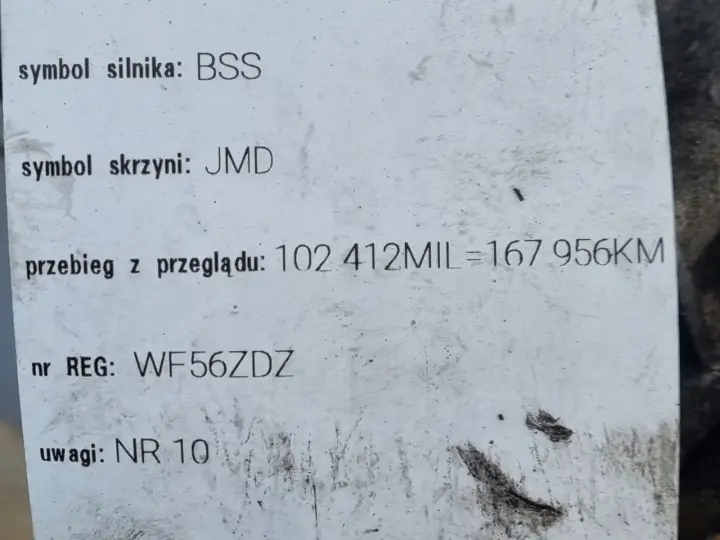 symbol silnika: BSS
symbol skrzyni: JMD
przebieg z przeglądu: 102 412MIL=167 956KM
nr REG: WF56ZDZ
uwagi: NR 10